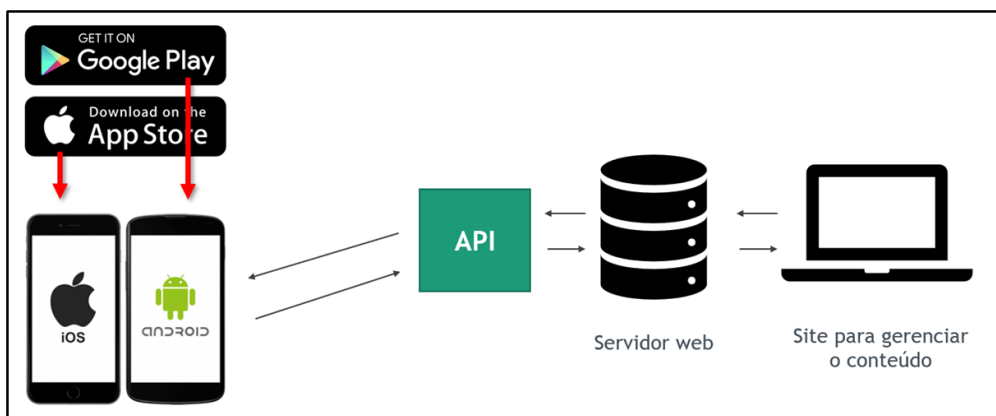 GET IT ON
Google Play
Download on the
App Store
iOS
ANDROID
API
Servidor web
Site para gerenciar
o conteúdo